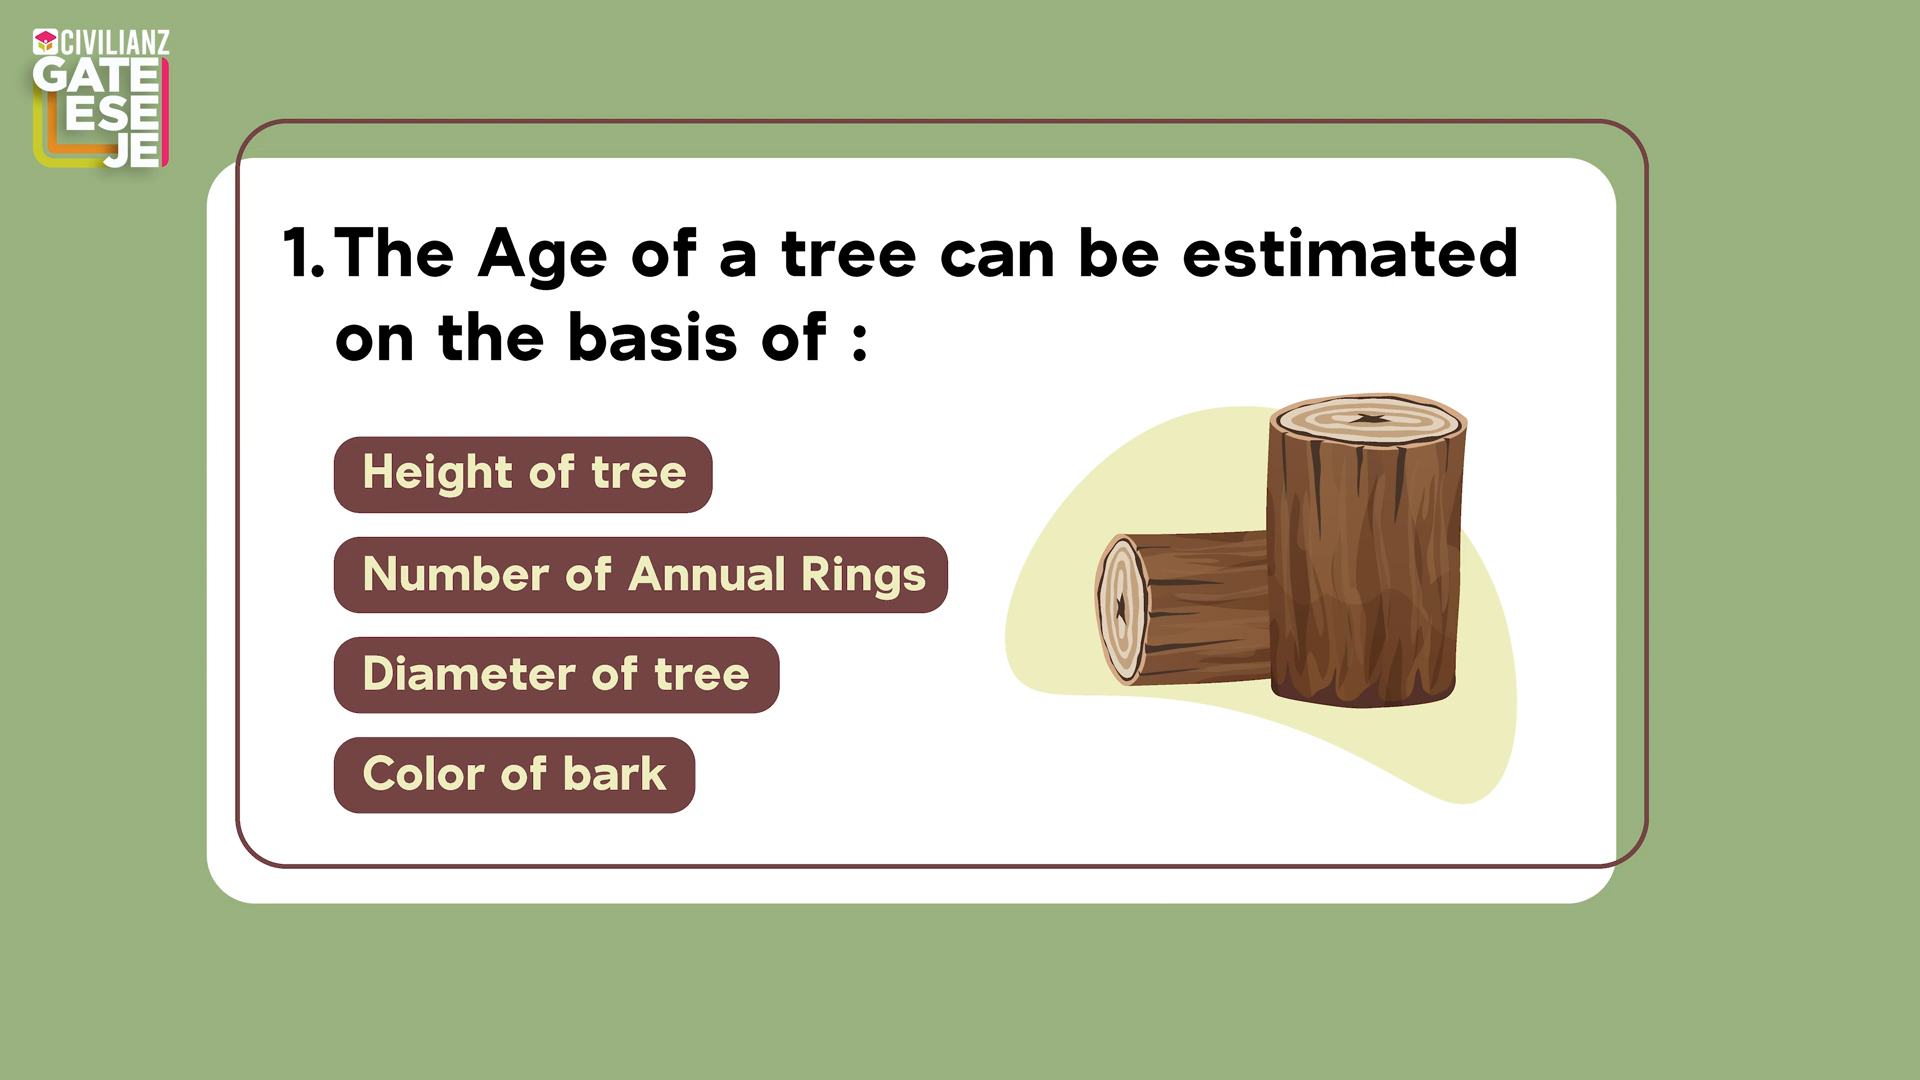 CIVILIANZ
GATE
ESE
JE
1. The Age of a tree can be estimated
on the basis of :
Height of tree
Number of Annual Rings
Diameter of tree
Color of bark